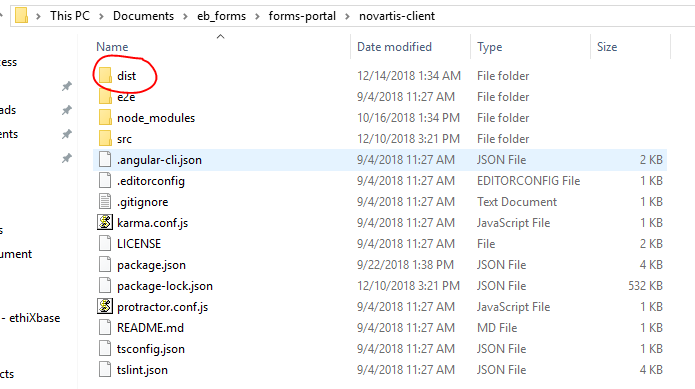 This PC > Documents > eb_forms > forms-portal > novartis-client
Name Date modified Type Size
cess
dist 12/14/2018 1:34 AM File folder
e2e 9/4/2018 11:27 AM File folder
ads node_modules 10/16/2018 1:34 PM File folder
ents src 12/10/2018 3:21 PM File folder
.angular-cli.json 9/4/2018 11:27 AM JSON File 2 KB
.editorconfig 9/4/2018 11:27 AM EDITORCONFIG File 1 KB
.gitignore 9/4/2018 11:27 AM Text Document 1 KB
s karma.conf.js 9/4/2018 11:27 AM JavaScript File 1 KB
ument LICENSE 9/4/2018 11:27 AM File 2 KB
package.json 9/22/2018 1:38 PM JSON File 4 KB
package-lock.json 12/10/2018 3:21 PM JSON File 532 KB
protractor.conf.js 9/4/2018 11:27 AM JavaScript File 1 KB
- ethiXbase README.md 9/4/2018 11:27 AM MD File 1 KB
tsconfig.json 9/4/2018 11:27 AM JSON File 1 KB
cts tslint.json 9/4/2018 11:27 AM JSON File 4 KB